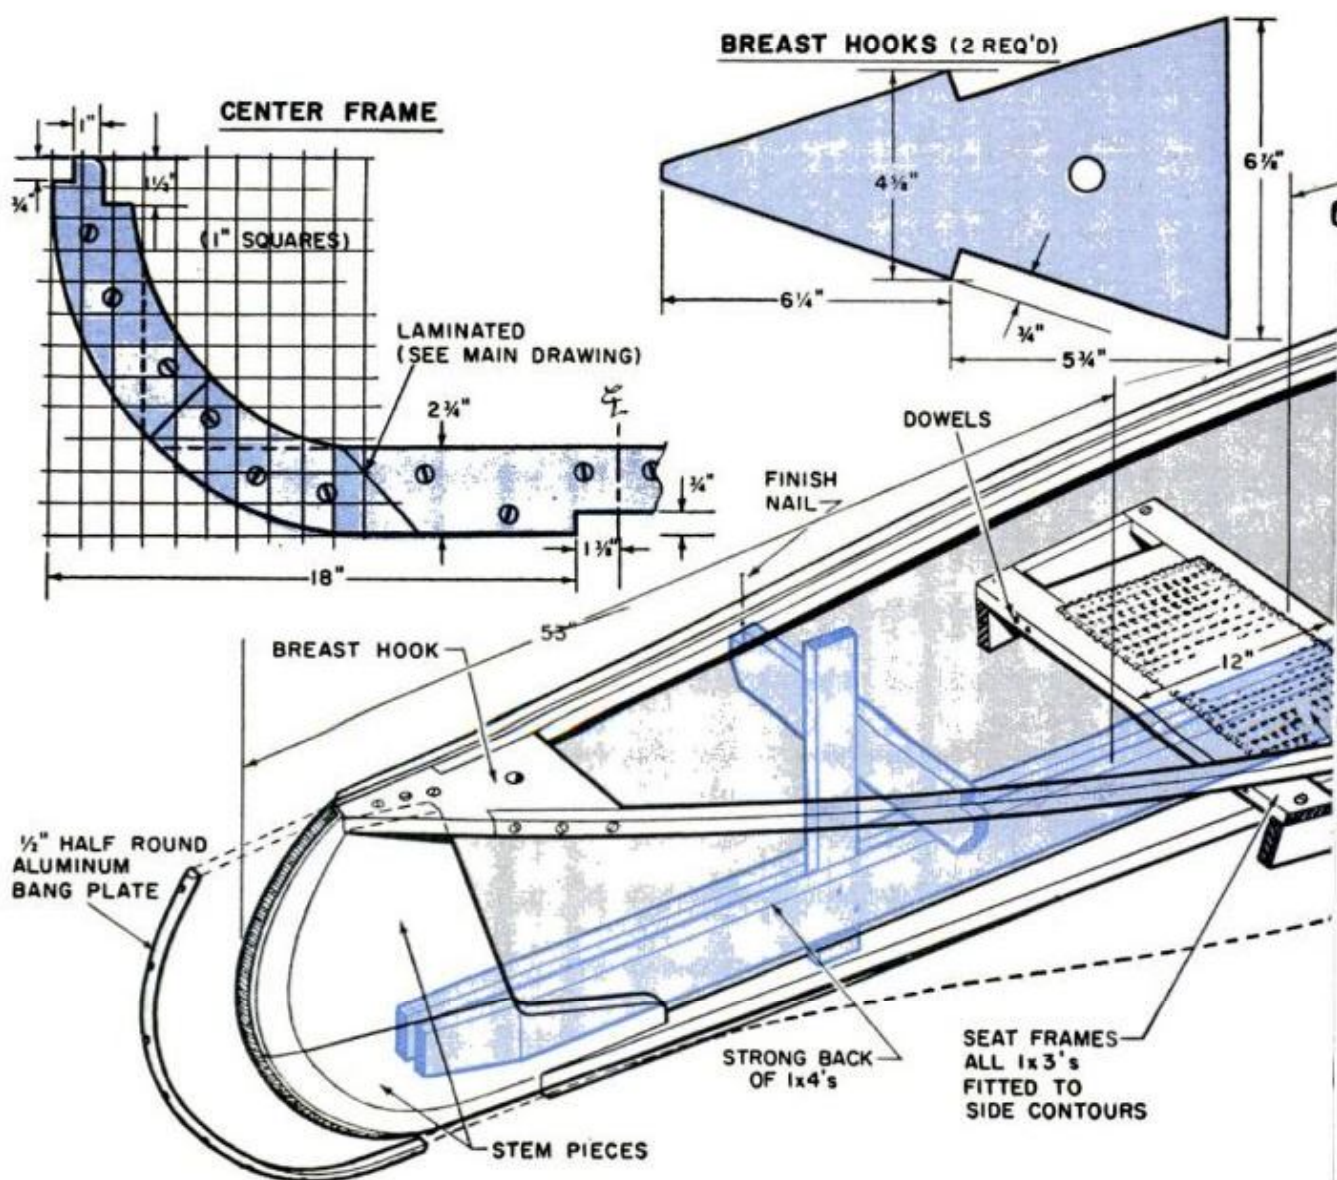 BREAST HOOKS (2 REQ'D)
CENTER FRAME
1"
1½"
¾"
(1" SQUARES)
4⅝"
6⅞"
6¼"
¾"
5¾"
LAMINATED
(SEE MAIN DRAWING)
2¾"
℄
¾"
1⅜"
18"
DOWELS
FINISH
NAIL
53"
BREAST HOOK
12"
½" HALF ROUND
ALUMINUM
BANG PLATE
STRONG BACK
OF 1x4's
SEAT FRAMES
ALL 1x3's
FITTED TO
SIDE CONTOURS
STEM PIECES